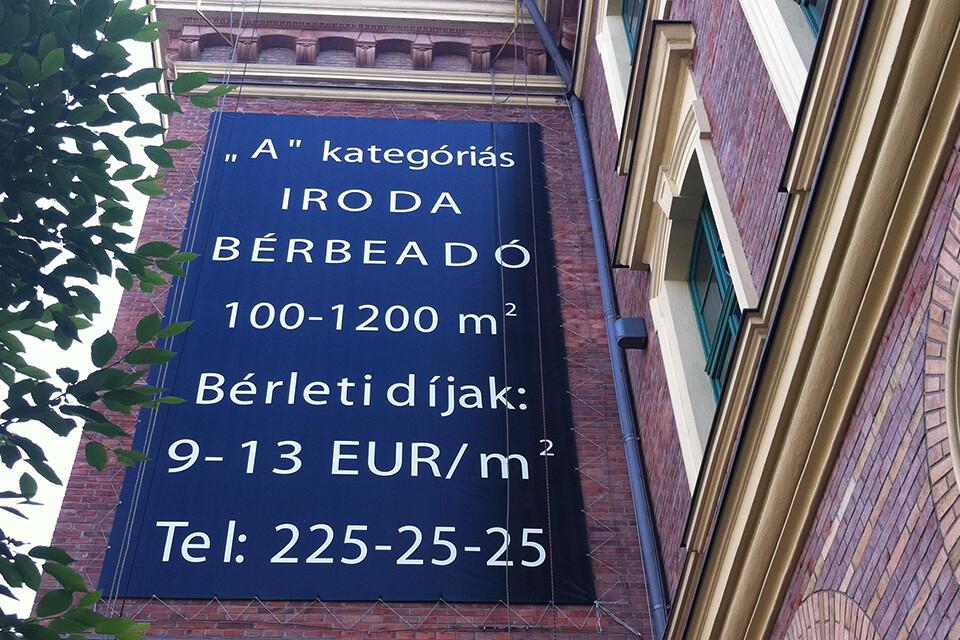 „A" kategóriás
IRODA
BÉRBEADÓ
100-1200 m²
Bérleti díjak:
9-13 EUR/m²
Tel: 225-25-25